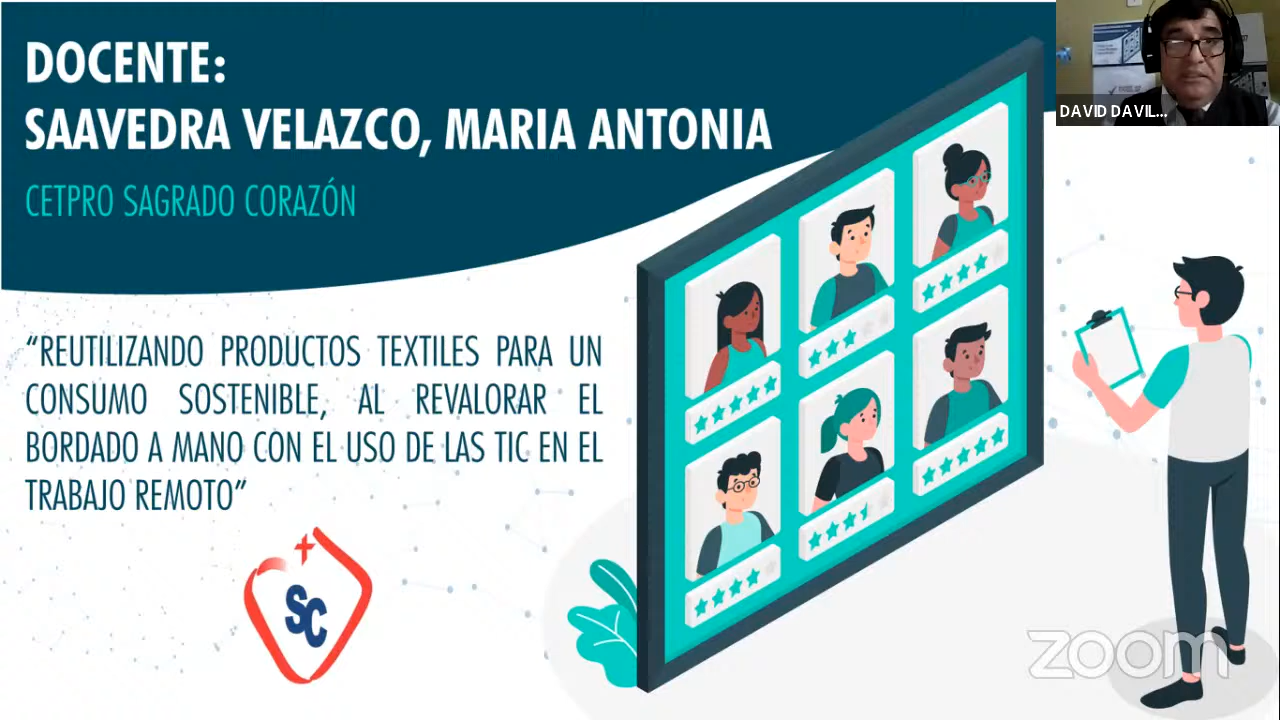 DOCENTE:
SAAVEDRA VELAZCO, MARIA ANTONIA
CETPRO SAGRADO CORAZÓN
DAVID DAVIL...
“REUTILIZANDO PRODUCTOS TEXTILES PARA UN
CONSUMO SOSTENIBLE, AL REVALORAR EL
BORDADO A MANO CON EL USO DE LAS TIC EN EL
TRABAJO REMOTO”
SC
zoom